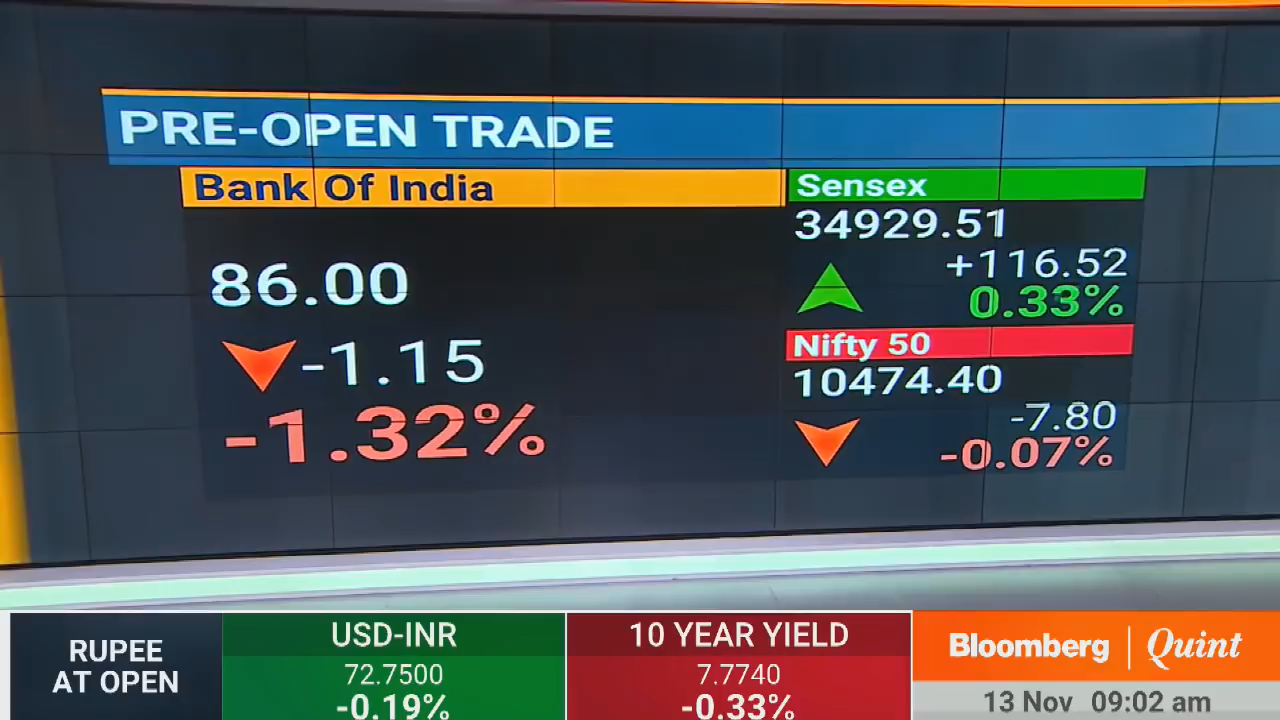 PRE-OPEN TRADE
Bank Of India
86.00
-1.15
-1.32%
Sensex
34929.51
+116.52
0.33%
Nifty 50
10474.40
-7.80
-0.07%
RUPEE
AT OPEN
USD-INR
72.7500
-0.19%
10 YEAR YIELD
7.7740
-0.33%
Bloomberg | Quint
13 Nov 09:02 am